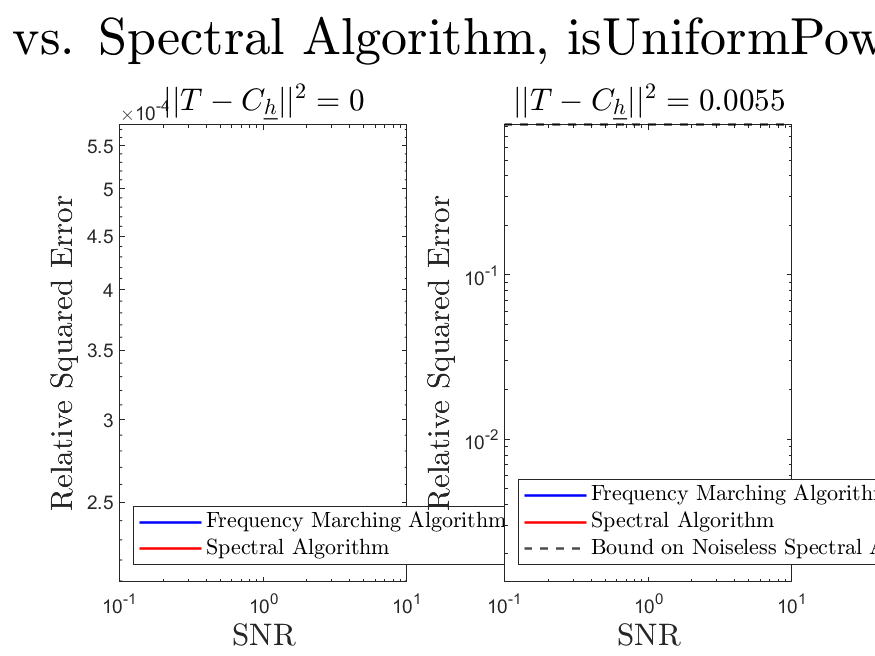 vs. Spectral Algorithm, isUniformPow
||T − C_h||² = 0
×10⁻⁴
5.5
5
4.5
4
3.5
3
2.5
Relative Squared Error
Frequency Marching Algorithm
Spectral Algorithm
10⁻¹ 10⁰ 10¹
SNR
||T − C_h||² = 0.0055
10⁻¹
10⁻²
Relative Squared Error
Frequency Marching Algorith
Spectral Algorithm
Bound on Noiseless Spectral A
10⁻¹ 10⁰ 10¹
SNR